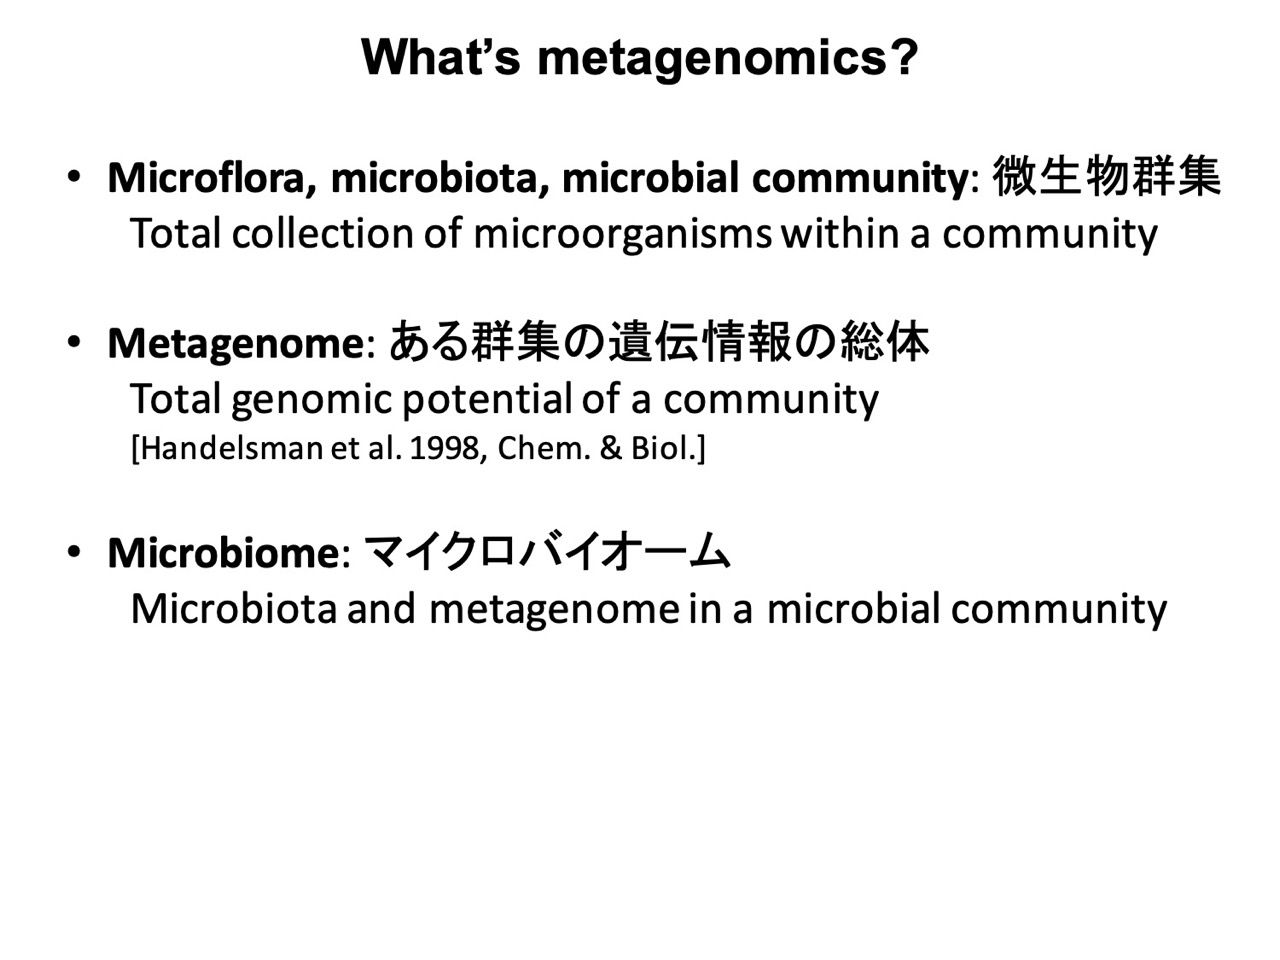 What’s metagenomics?
• Microflora, microbiota, microbial community: 微生物群集
Total collection of microorganisms within a community
• Metagenome: ある群集の遺伝情報の総体
Total genomic potential of a community
[Handelsman et al. 1998, Chem. & Biol.]
• Microbiome: マイクロバイオーム
Microbiota and metagenome in a microbial community